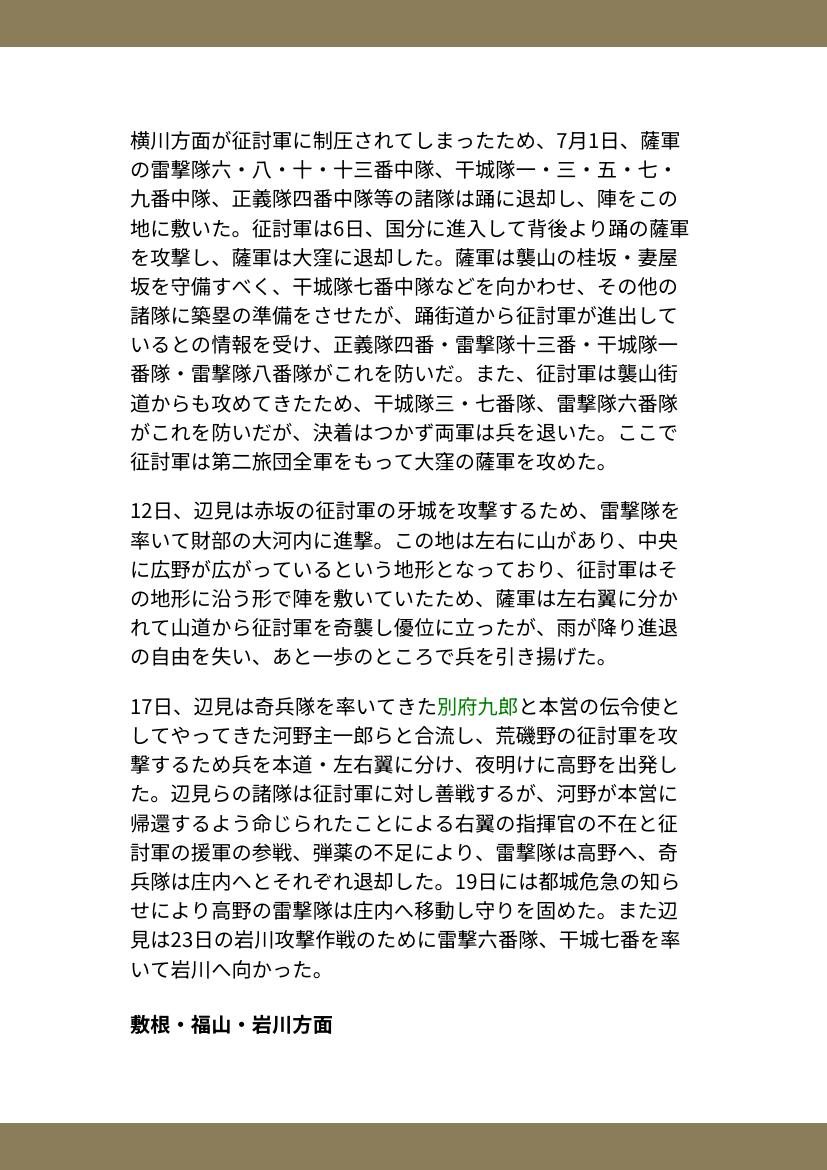 横川方面が征討軍に制圧されてしまったため、7月1日、薩軍
の雷撃隊六・八・十・十三番中隊、干城隊一・三・五・七・
九番中隊、正義隊四番中隊等の諸隊は踊に退却し、陣をこの
地に敷いた。征討軍は6日、国分に進入して背後より踊の薩軍
を攻撃し、薩軍は大窪に退却した。薩軍は襲山の桂坂・妻屋
坂を守備すべく、干城隊七番中隊などを向かわせ、その他の
諸隊に築塁の準備をさせたが、踊街道から征討軍が進出して
いるとの情報を受け、正義隊四番・雷撃隊十三番・干城隊一
番隊・雷撃隊八番隊がこれを防いだ。また、征討軍は襲山街
道からも攻めてきたため、干城隊三・七番隊、雷撃隊六番隊
がこれを防いだが、決着はつかず両軍は兵を退いた。ここで
征討軍は第二旅団全軍をもって大窪の薩軍を攻めた。
12日、辺見は赤坂の征討軍の牙城を攻撃するため、雷撃隊を
率いて財部の大河内に進撃。この地は左右に山があり、中央
に広野が広がっているという地形となっており、征討軍はそ
の地形に沿う形で陣を敷いていたため、薩軍は左右翼に分か
れて山道から征討軍を奇襲し優位に立ったが、雨が降り進退
の自由を失い、あと一歩のところで兵を引き揚げた。
17日、辺見は奇兵隊を率いてきた別府九郎と本営の伝令使と
してやってきた河野主一郎らと合流し、荒磯野の征討軍を攻
撃するため兵を本道・左右翼に分け、夜明けに高野を出発し
た。辺見らの諸隊は征討軍に対し善戦するが、河野が本営に
帰還するよう命じられたことによる右翼の指揮官の不在と征
討軍の援軍の参戦、弾薬の不足により、雷撃隊は高野へ、奇
兵隊は庄内へとそれぞれ退却した。19日には都城危急の知ら
せにより高野の雷撃隊は庄内へ移動し守りを固めた。また辺
見は23日の岩川攻撃作戦のために雷撃六番隊、干城七番を率
いて岩川へ向かった。
敷根・福山・岩川方面